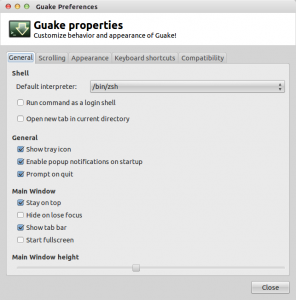 Guake Preferences
Guake properties
Customize behavior and appearance of Guake!
General Scrolling Appearance Keyboard shortcuts Compatibility
Shell
Default interpreter: /bin/zsh
Run command as a login shell
Open new tab in current directory
General
Show tray icon
Enable popup notifications on startup
Prompt on quit
Main Window
Stay on top
Hide on lose focus
Show tab bar
Start fullscreen
Main Window height
Close